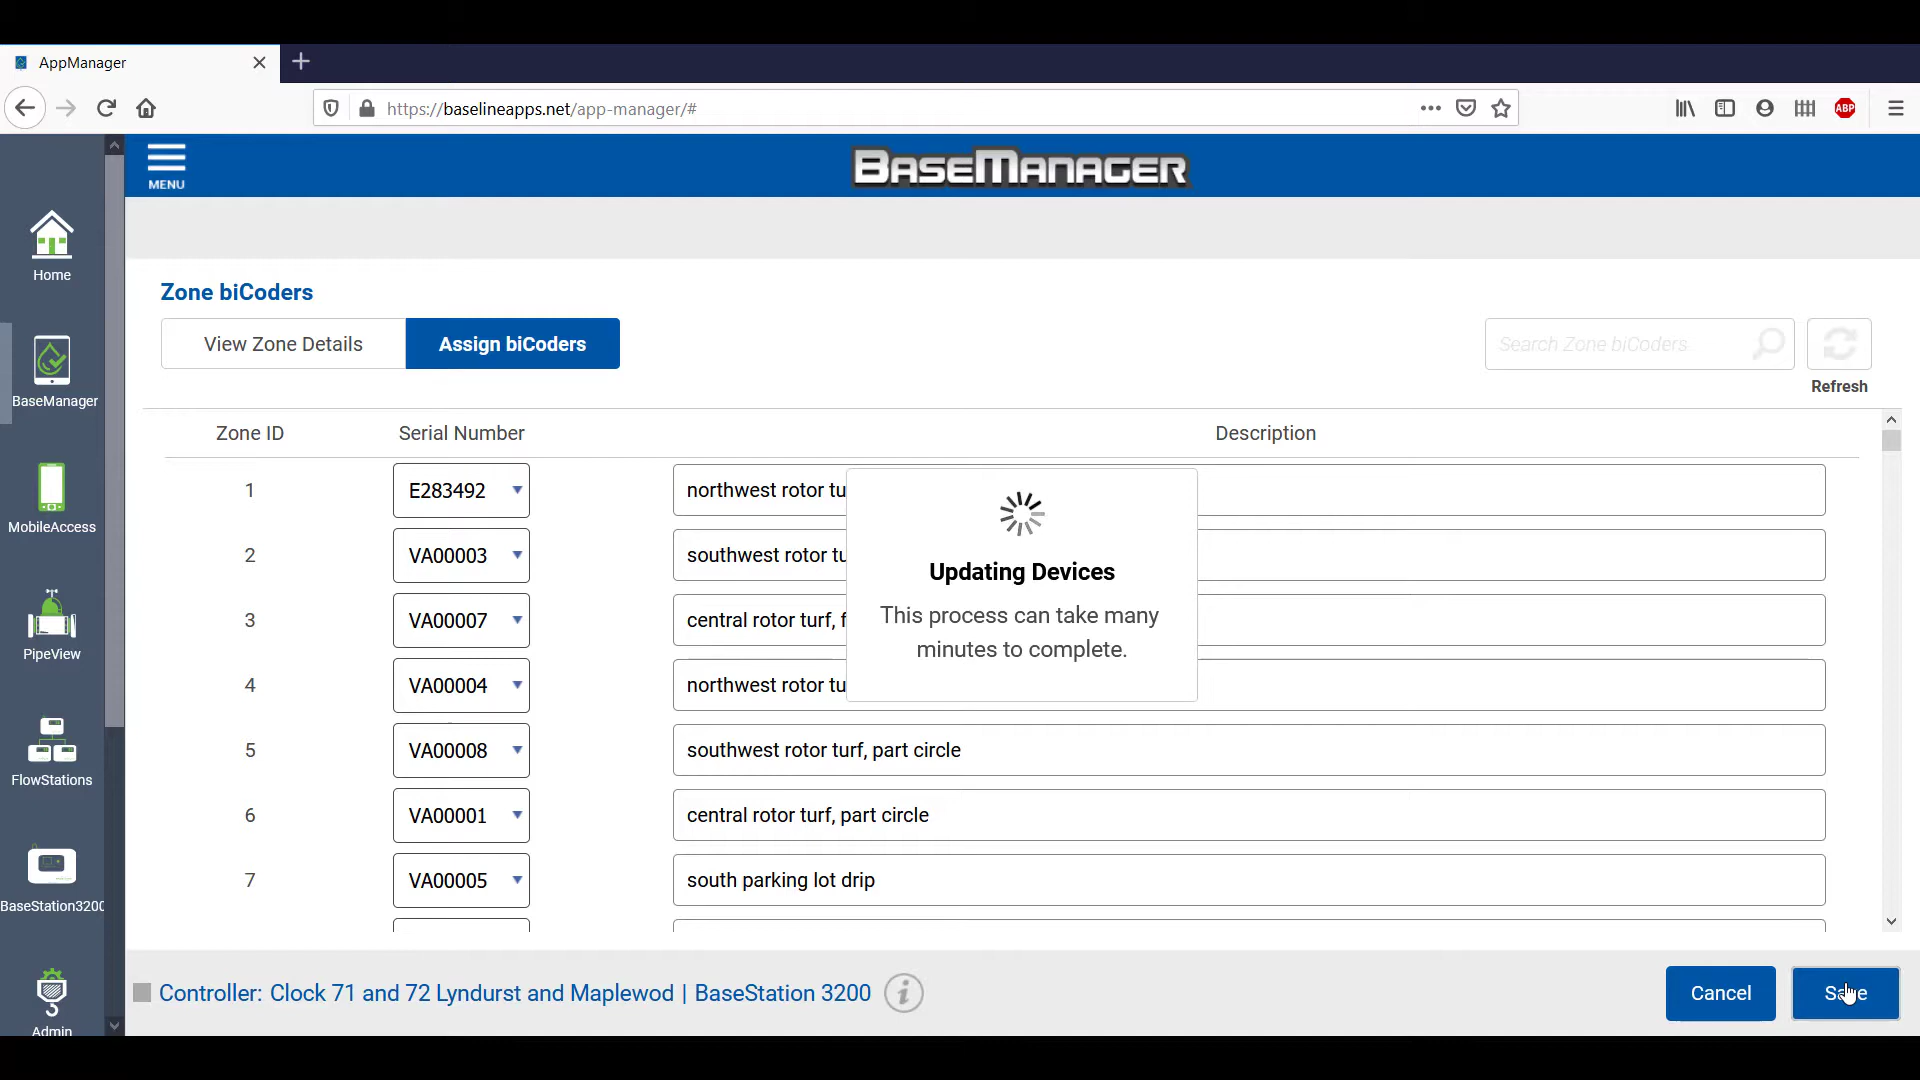 AppManager
https://baselineapps.net/app-manager/#
ABP
MENU
BASEMANAGER
Home
BaseManager
MobileAccess
PipeView
FlowStations
BaseStation3200
Admin
Zone biCoders
View Zone Details
Assign biCoders
Search Zone biCoders
Refresh
Zone ID Serial Number Description
1 E283492 northwest rotor tu
2 VA00003 southwest rotor tu
3 VA00007 central rotor turf, f
4 VA00004 northwest rotor tu
5 VA00008 southwest rotor turf, part circle
6 VA00001 central rotor turf, part circle
7 VA00005 south parking lot drip
Updating Devices
This process can take many
minutes to complete.
Controller: Clock 71 and 72 Lyndurst and Maplewod | BaseStation 3200
Cancel